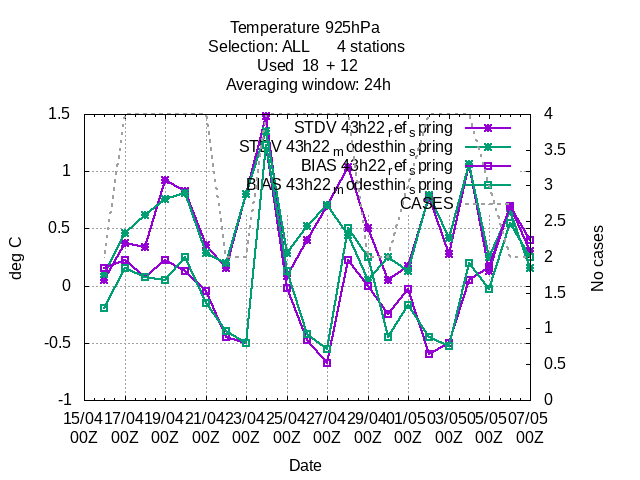 Temperature 925hPa
Selection: ALL 4 stations
Used 18 + 12
Averaging window: 24h
STDV 43h22refspring
STDV 43h22modesthinspring
BIAS 43h22refspring
BIAS 43h22modesthinspring
CASES
1.5
1
0.5
0
-0.5
-1
deg C
4
3.5
3
2.5
2
1.5
1
0.5
0
No cases
15/04 17/04 19/04 21/04 23/04 25/04 27/04 29/04 01/05 03/05 05/05 07/05
00Z 00Z 00Z 00Z 00Z 00Z 00Z 00Z 00Z 00Z 00Z 00Z
Date